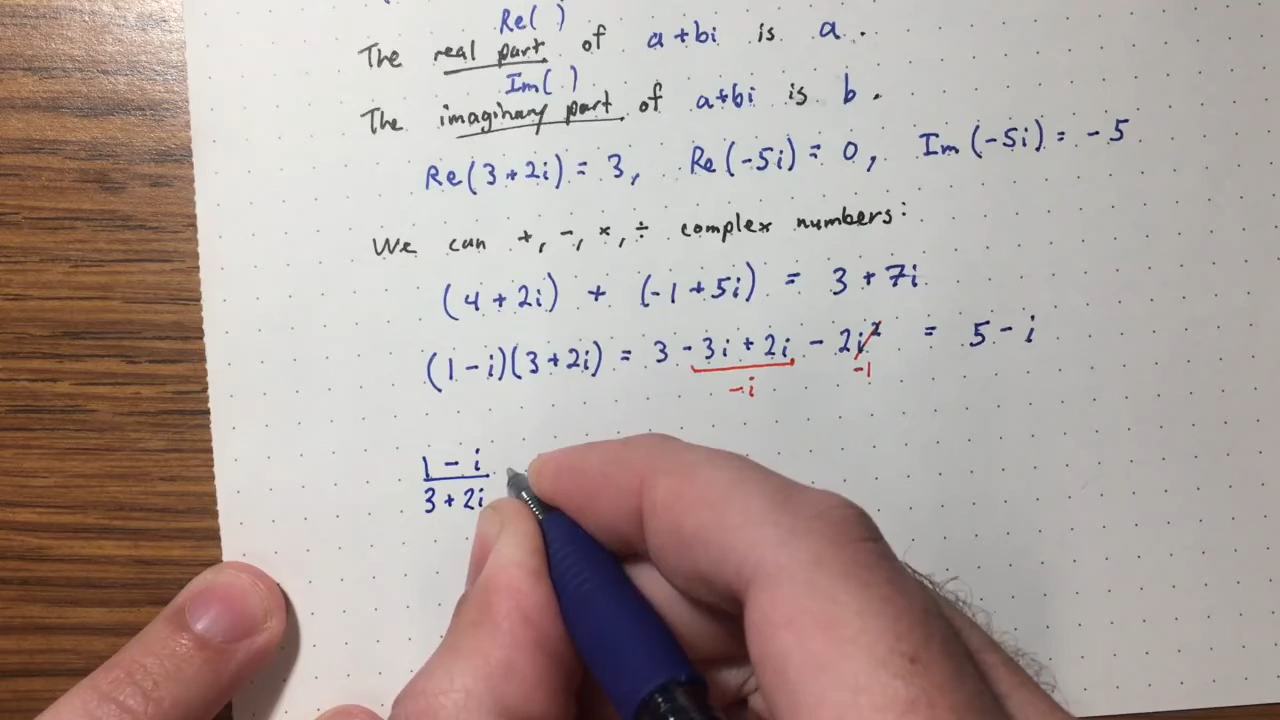 Re( )
The real part of a+bi is a.
Im( )
The imaginary part of a+bi is b.
Re(3+2i) = 3, Re(-5i) = 0, Im(-5i) = -5
We can +, -, ×, ÷ complex numbers:
(4+2i) + (-1+5i) = 3+7i
(1-i)(3+2i) = 3 - 3i + 2i - 2i² = 5 - i
-i -1
1 - i
3 + 2i